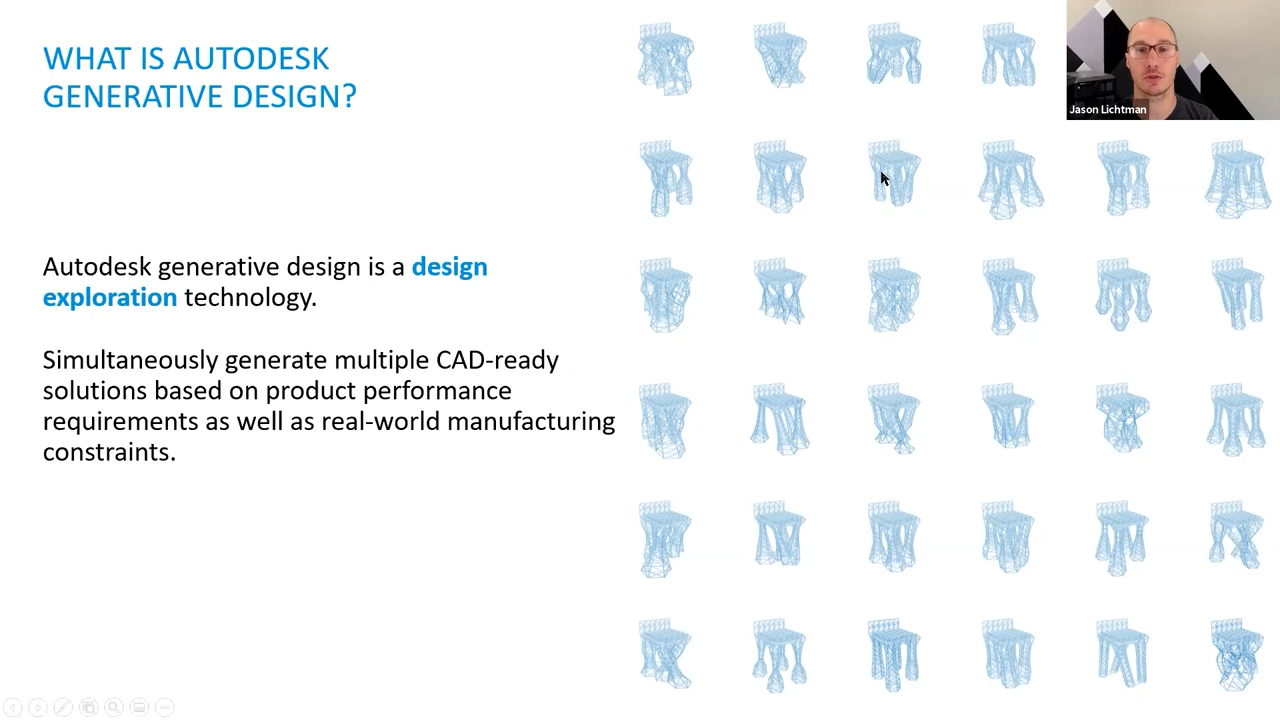 WHAT IS AUTODESK
GENERATIVE DESIGN?
Jason Lichtman
Autodesk generative design is a design
exploration technology.
Simultaneously generate multiple CAD-ready
solutions based on product performance
requirements as well as real-world manufacturing
constraints.